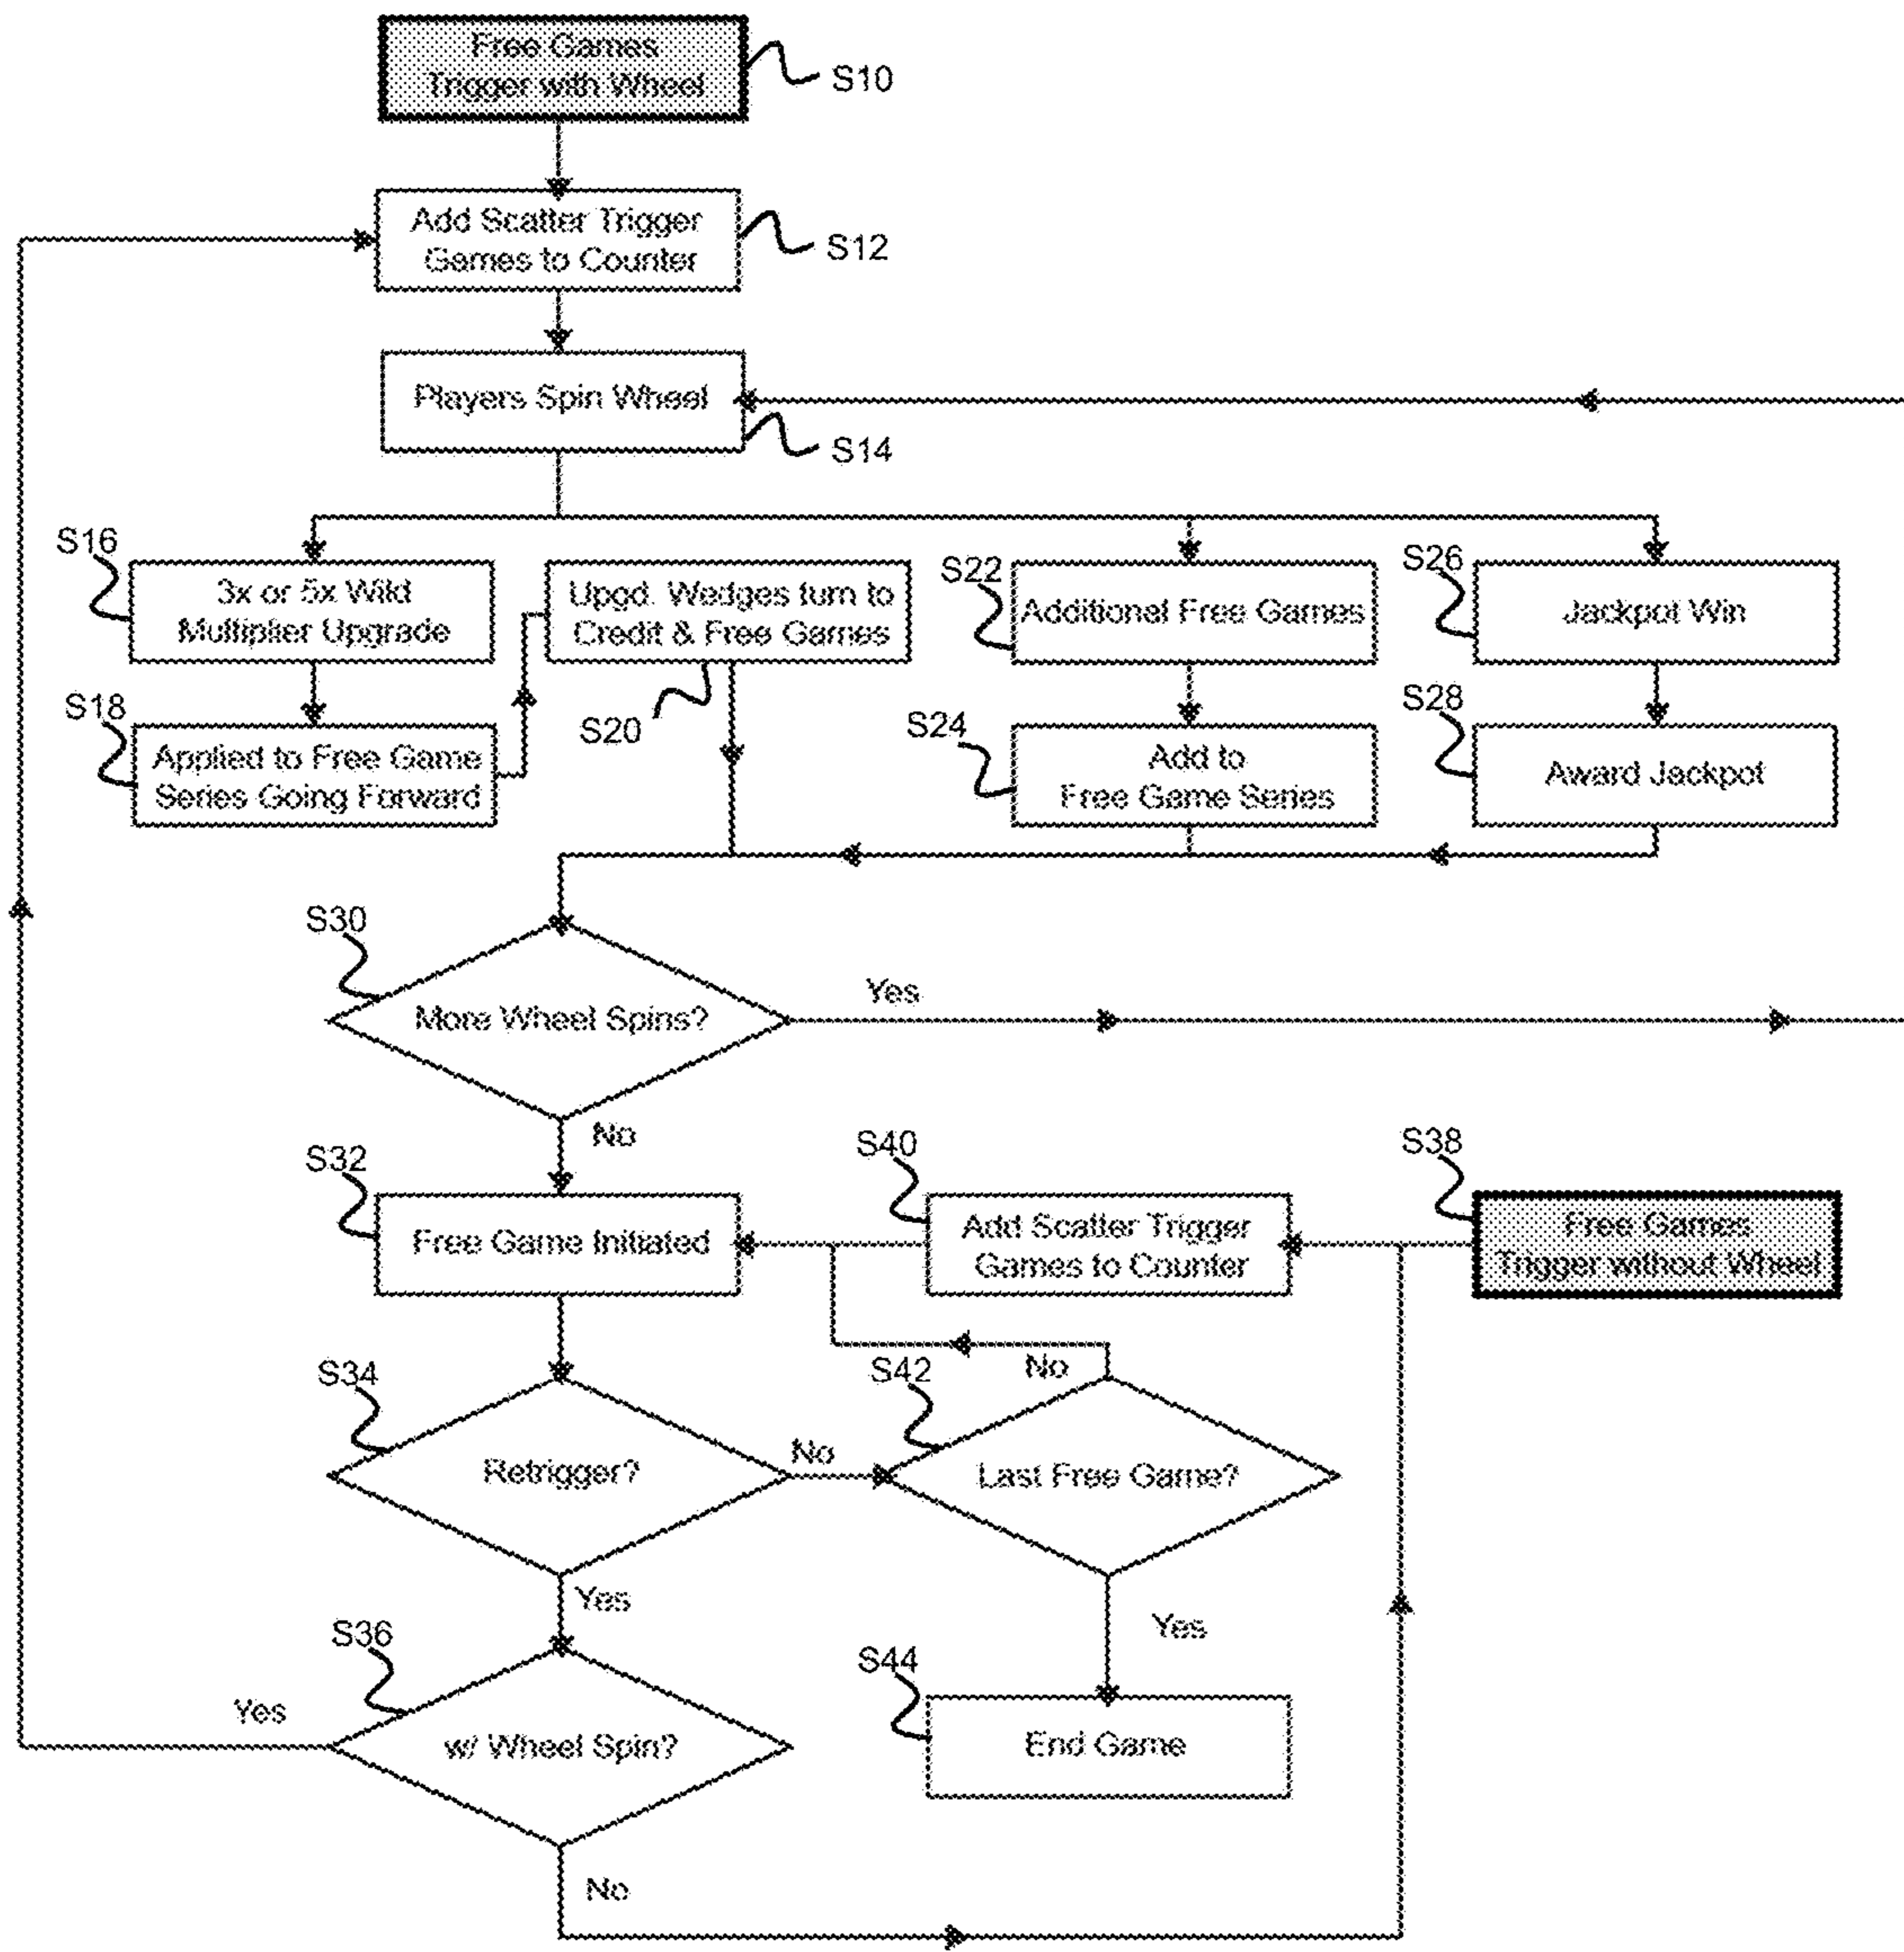 Free Games
Trigger with Wheel
S10
Add Scatter Trigger
Games to Counter
S12
Players Spin Wheel
S14
S16
3x or 5x Wild
Multiplier Upgrade
Upgd. Wedges turn to
Credit & Free Games
S22
Additional Free Games
S26
Jackpot Win
S18
Applied to Free Game
Series Going Forward
S20
S24
Add to
Free Game Series
S28
Award Jackpot
S30
More Wheel Spins?
Yes
No
S32
Free Game Initiated
S40
Add Scatter Trigger
Games to Counter
S38
Free Games
Trigger without Wheel
S34
Retrigger?
No
S42
No
Last Free Game?
Yes
Yes
S36
Yes
w/ Wheel Spin?
S44
End Game
No